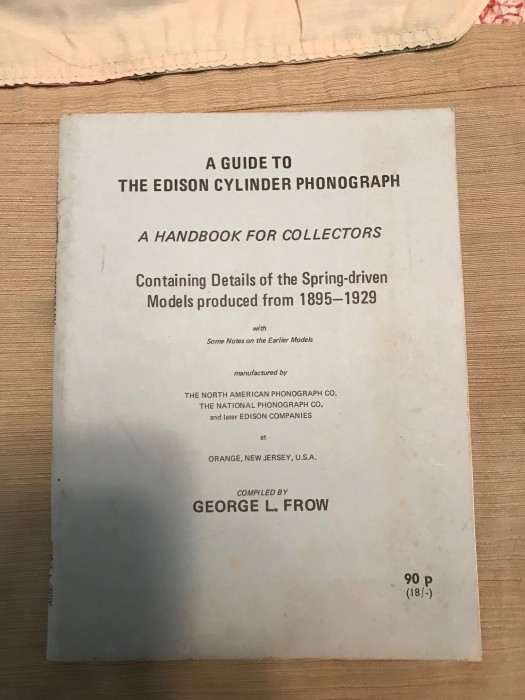 A GUIDE TO
THE EDISON CYLINDER PHONOGRAPH
A HANDBOOK FOR COLLECTORS
Containing Details of the Spring-driven
Models produced from 1895—1929
with
Some Notes on the Earlier Models
manufactured by
THE NORTH AMERICAN PHONOGRAPH CO.
THE NATIONAL PHONOGRAPH CO.
and later EDISON COMPANIES
at
ORANGE, NEW JERSEY, U.S.A.
COMPILED BY
GEORGE L. FROW
90 p
(18/-)